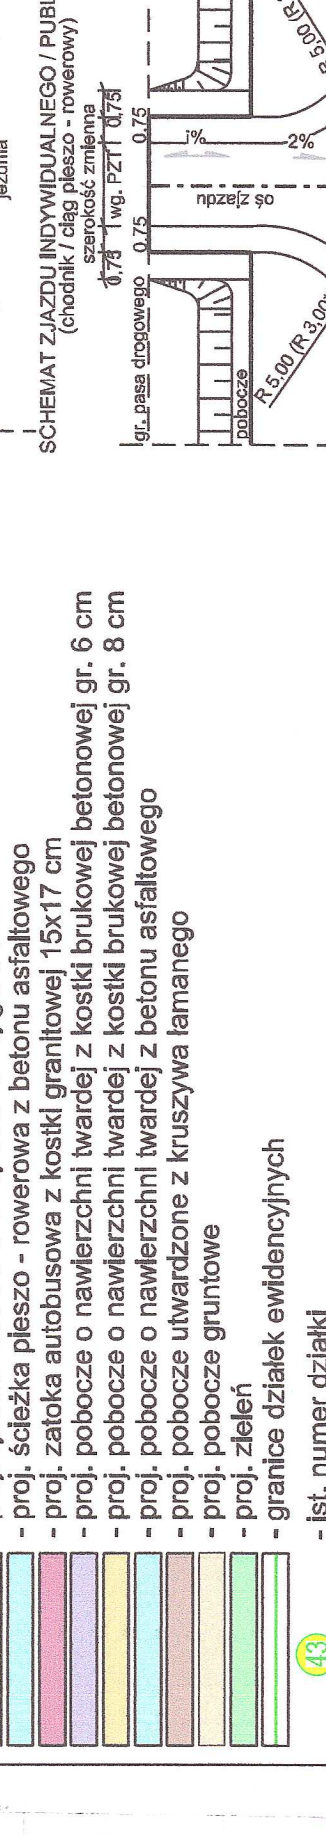 jezdnia
SCHEMAT ZJAZDU INDYWIDUALNEGO / PUBL
(chodnik / ciąg pieszo - rowerowy)
szerokość zmienna
0,75 wg. PZT 0,75
gr. pasa drogowego 0.75 0.75
i% 2%
oś zjazdu
pobocze
R 5.00 (R 3,00
R 5,00 (R
- proj. ścieżka pieszo - rowerowa z betonu asfaltowego
- proj. zatoka autobusowa z kostki granitowej 15x17 cm
- proj. pobocze o nawierzchni twardej z kostki brukowej betonowej gr. 6 cm
- proj. pobocze o nawierzchni twardej z kostki brukowej betonowej gr. 8 cm
- proj. pobocze o nawierzchni twardej z betonu asfaltowego
- proj. pobocze utwardzone z kruszywa łamanego
- proj. pobocze gruntowe
- proj. zieleń
- granice działek ewidencyjnych
43 - ist. numer działki